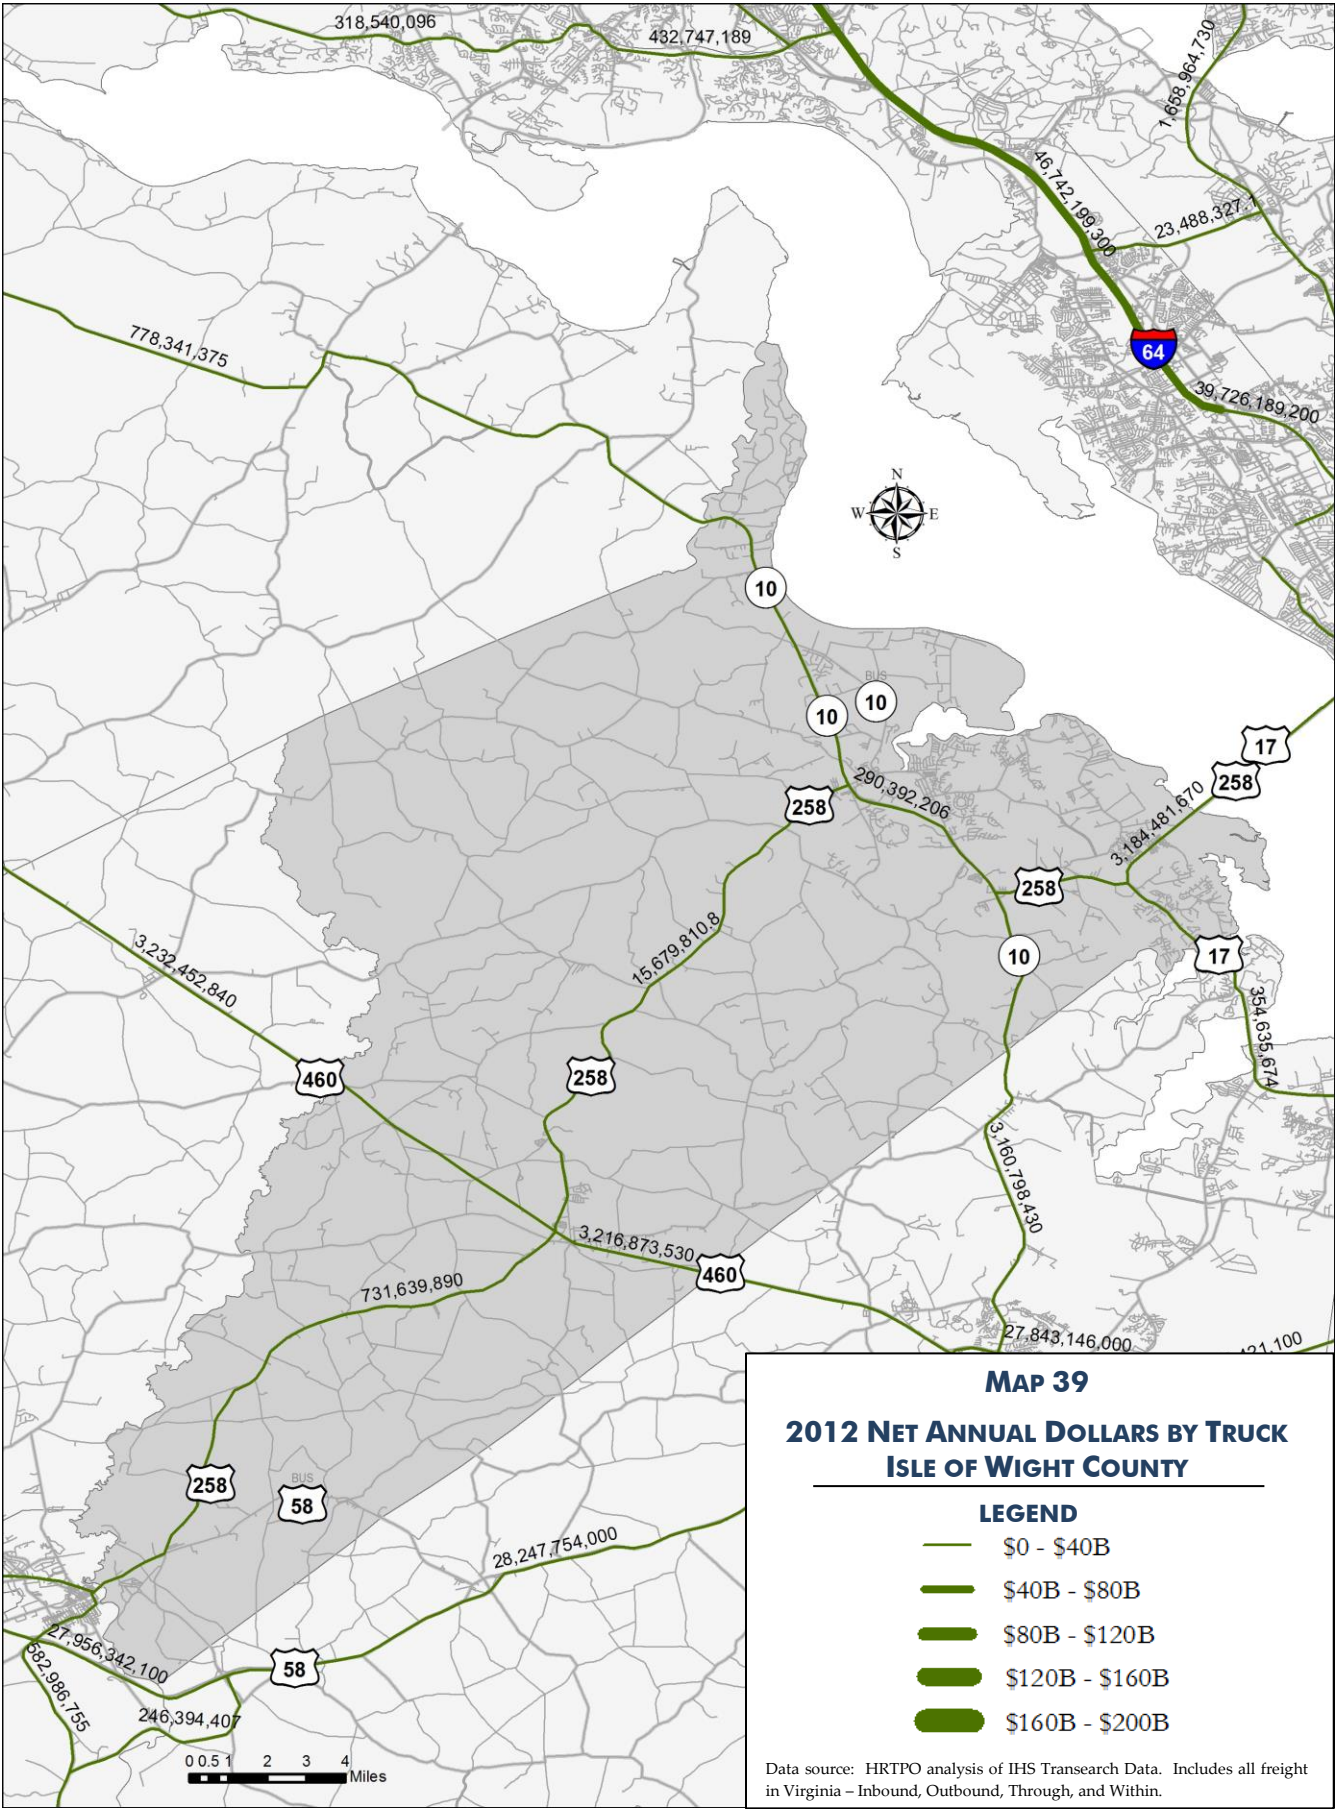 318,540,096
432,747,189
1,658,964,730
46,742,199,300
23,488,327.
778,341,375
64
39,726,189,200
N
W E
S
10
BUS
10
10
17
258
290,392,206
258
3,184,481,670
258
15,679,810.8
3,232,452,840
10
17
354,635,674
460
258
3,160,798,430
3,216,873,530
460
731,639,890
27,843,146,000
421,100
258
BUS
58
28,247,754,000
27,956,342,100
58
582,986,755
246,394,407
0 0.5 1 2 3 4
Miles
MAP 39
2012 NET ANNUAL DOLLARS BY TRUCK
ISLE OF WIGHT COUNTY
LEGEND
$0 - $40B
$40B - $80B
$80B - $120B
$120B - $160B
$160B - $200B
Data source: HRTPO analysis of IHS Transearch Data. Includes all freight
in Virginia – Inbound, Outbound, Through, and Within.